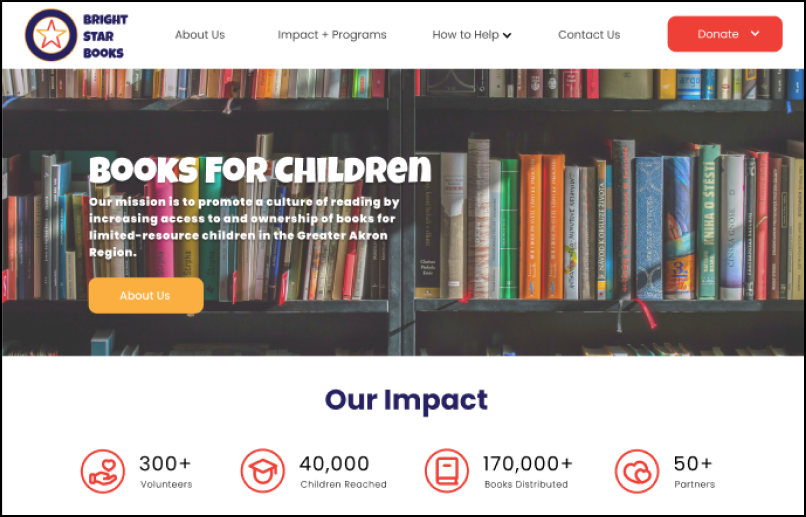 BRIGHT
STAR
BOOKS
About Us
Impact + Programs
How to Help
Contact Us
Donate
BOOKS FOR CHILDREN
Our mission is to promote a culture of reading by
increasing access to and ownership of books for
limited-resource children in the Greater Akron
Region.
About Us
KNIHA O ŠTĚSTÍ
Our Impact
300+
Volunteers
40,000
Children Reached
170,000+
Books Distributed
50+
Partners